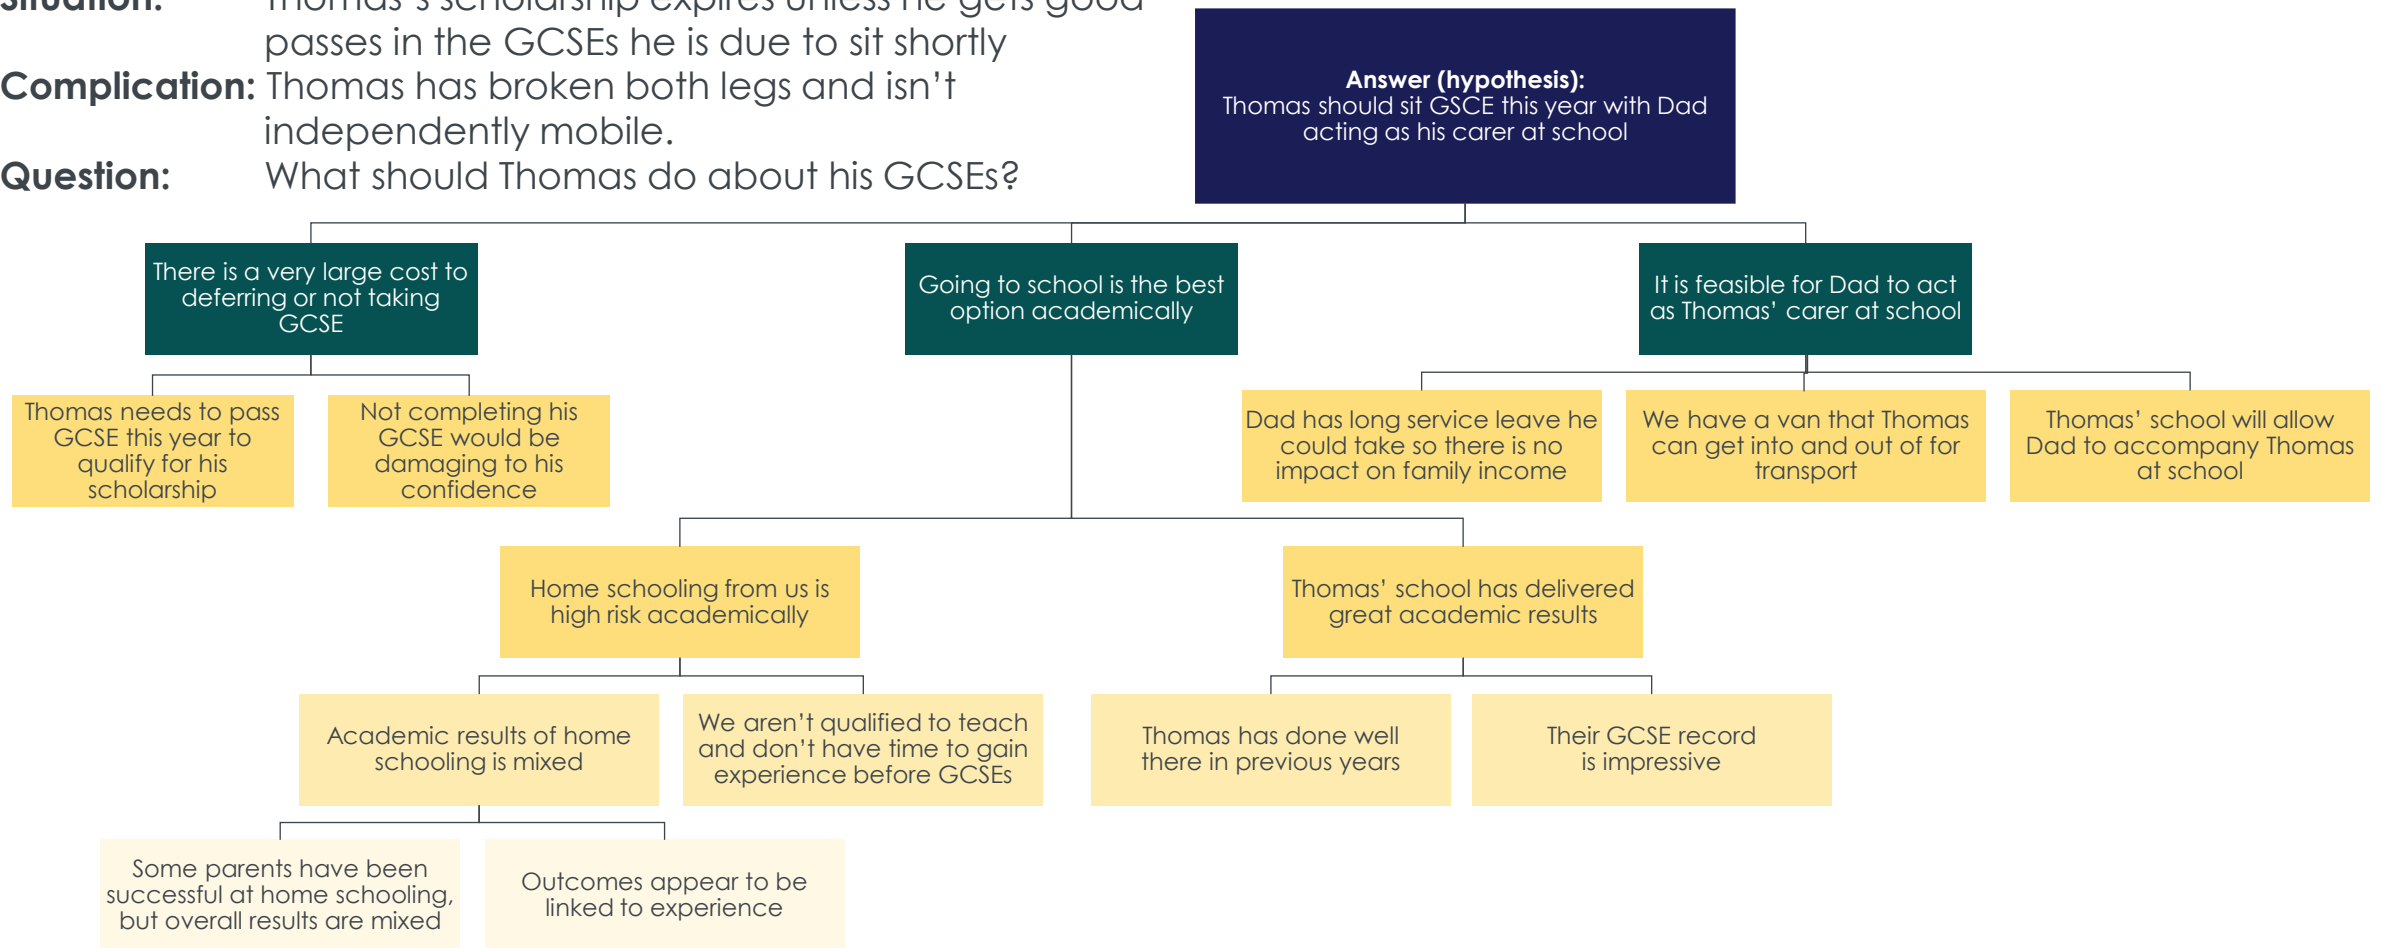 Situation: Thomas's scholarship expires unless he gets good
passes in the GCSEs he is due to sit shortly
Complication: Thomas has broken both legs and isn't
independently mobile.
Question: What should Thomas do about his GCSEs?
Answer (hypothesis):
Thomas should sit GSCE this year with Dad
acting as his carer at school
There is a very large cost to
deferring or not taking
GCSE
Going to school is the best
option academically
It is feasible for Dad to act
as Thomas’ carer at school
Thomas needs to pass
GCSE this year to
qualify for his
scholarship
Not completing his
GCSE would be
damaging to his
confidence
Dad has long service leave he
could take so there is no
impact on family income
We have a van that Thomas
can get into and out of for
transport
Thomas’ school will allow
Dad to accompany Thomas
at school
Home schooling from us is
high risk academically
Thomas’ school has delivered
great academic results
Academic results of home
schooling is mixed
We aren’t qualified to teach
and don’t have time to gain
experience before GCSEs
Thomas has done well
there in previous years
Their GCSE record
is impressive
Some parents have been
successful at home schooling,
but overall results are mixed
Outcomes appear to be
linked to experience